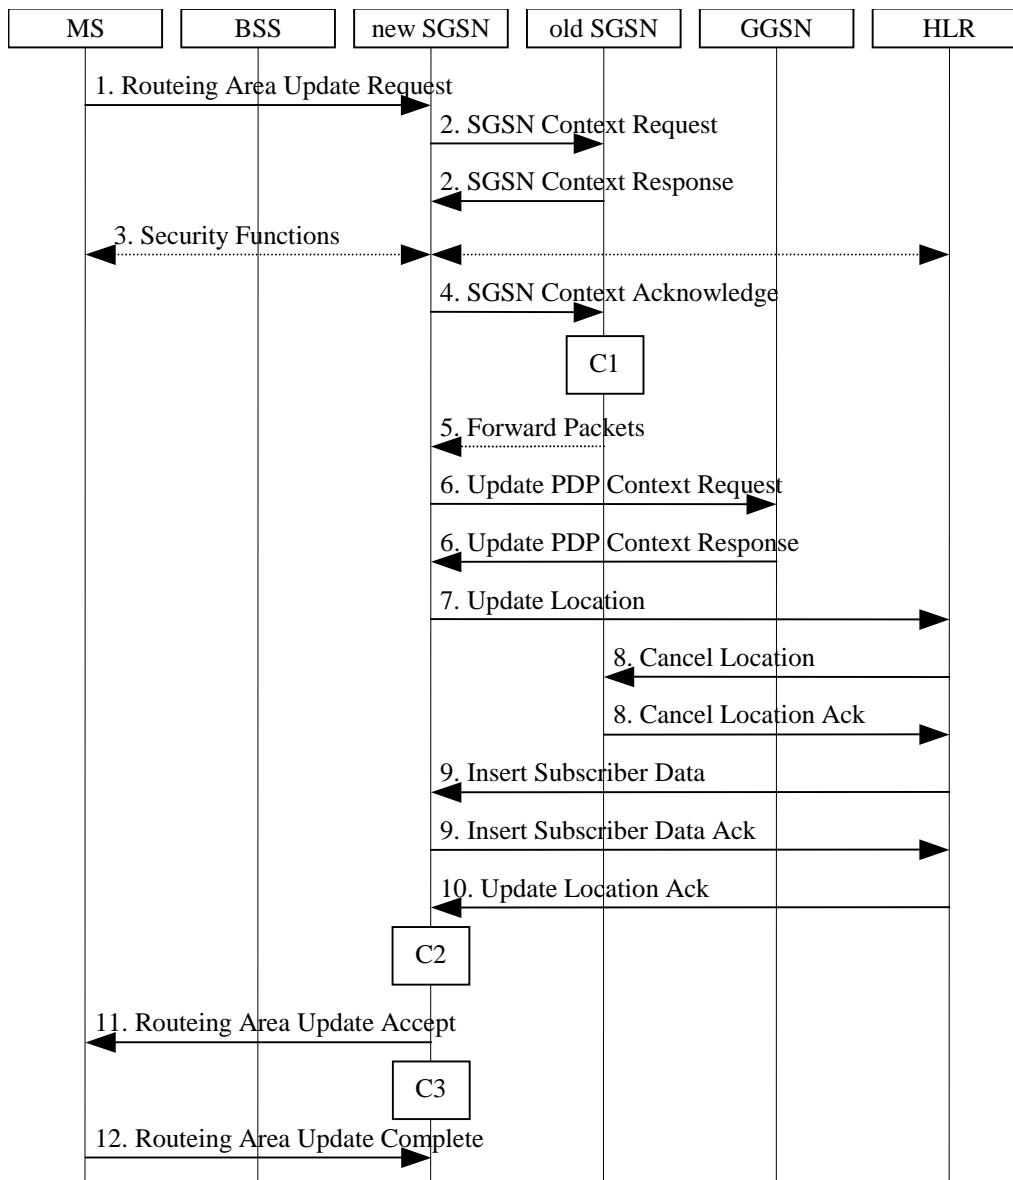 MS
BSS
new SGSN
old SGSN
GGSN
HLR
1. Routeing Area Update Request
2. SGSN Context Request
2. SGSN Context Response
3. Security Functions
4. SGSN Context Acknowledge
C1
5. Forward Packets
6. Update PDP Context Request
6. Update PDP Context Response
7. Update Location
8. Cancel Location
8. Cancel Location Ack
9. Insert Subscriber Data
9. Insert Subscriber Data Ack
10. Update Location Ack
C2
11. Routeing Area Update Accept
C3
12. Routeing Area Update Complete